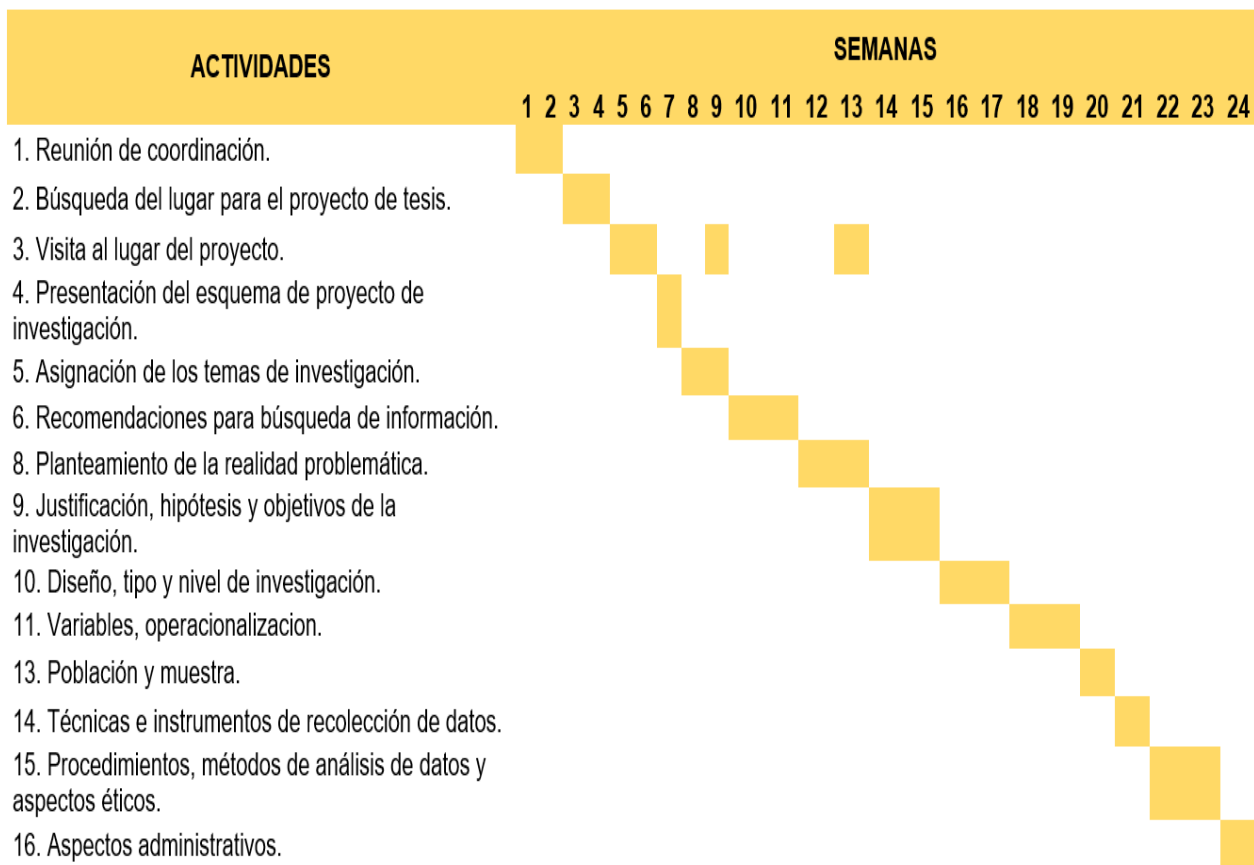 ACTIVIDADES
SEMANAS
1 2 3 4 5 6 7 8 9 10 11 12 13 14 15 16 17 18 19 20 21 22 23 24
1. Reunión de coordinación.
2. Búsqueda del lugar para el proyecto de tesis.
3. Visita al lugar del proyecto.
4. Presentación del esquema de proyecto de
investigación.
5. Asignación de los temas de investigación.
6. Recomendaciones para búsqueda de información.
8. Planteamiento de la realidad problemática.
9. Justificación, hipótesis y objetivos de la
investigación.
10. Diseño, tipo y nivel de investigación.
11. Variables, operacionalizacion.
13. Población y muestra.
14. Técnicas e instrumentos de recolección de datos.
15. Procedimientos, métodos de análisis de datos y
aspectos éticos.
16. Aspectos administrativos.